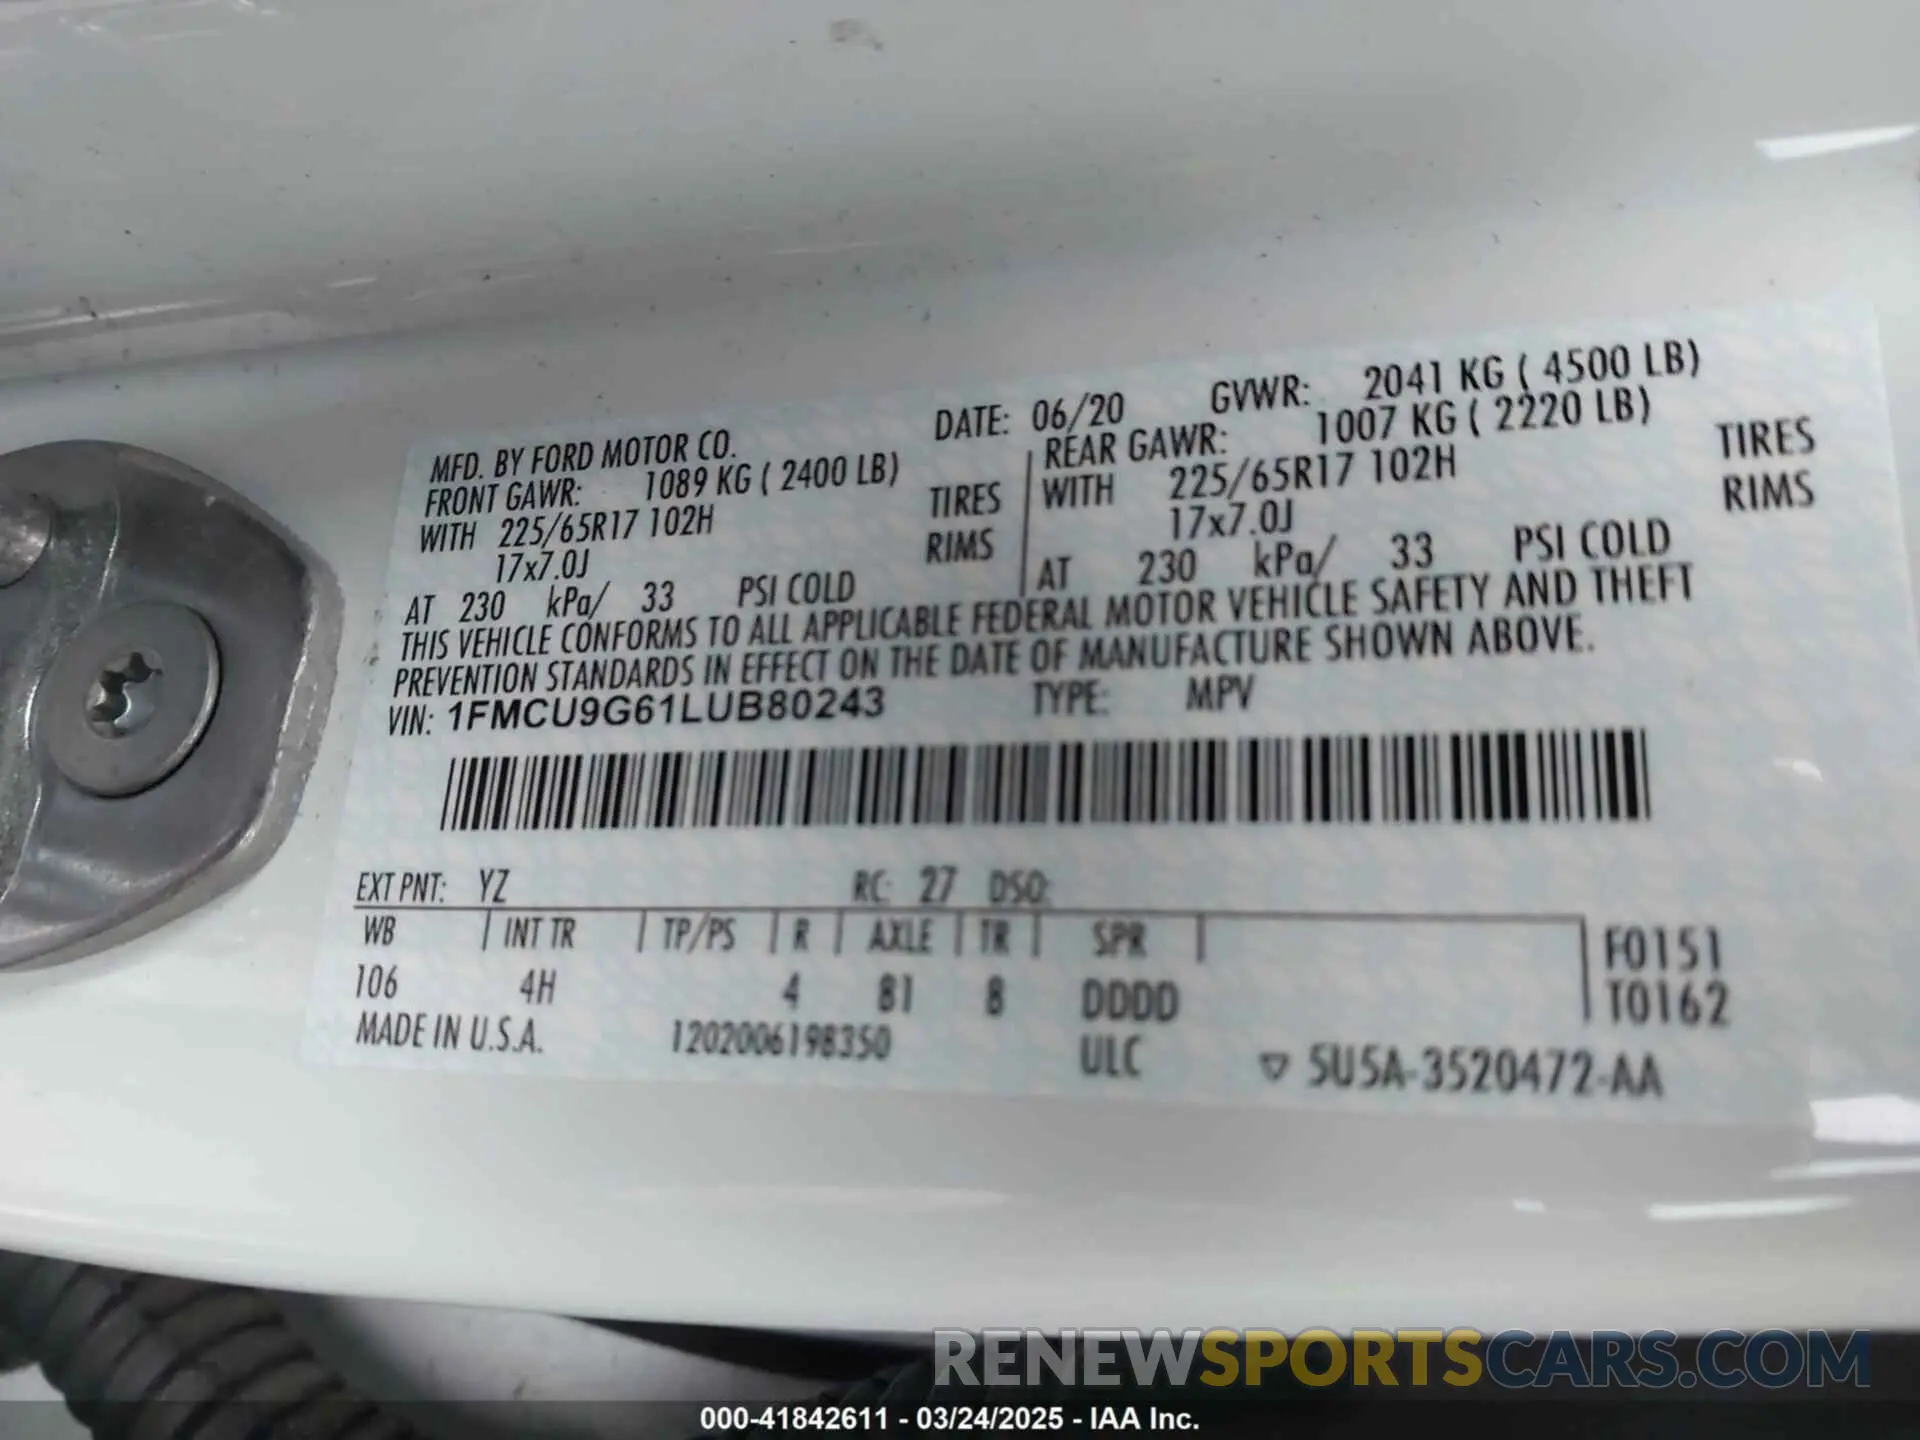 MFD. BY FORD MOTOR CO. DATE: 06/20 GVWR: 2041 KG ( 4500 LB)
FRONT GAWR: 1089 KG ( 2400 LB) REAR GAWR: 1007 KG ( 2220 LB)
WITH 225/65R17 102H TIRES WITH 225/65R17 102H TIRES
17x7.0J RIMS 17x7.0J RIMS
AT 230 kPa/ 33 PSI COLD AT 230 kPa/ 33 PSI COLD
THIS VEHICLE CONFORMS TO ALL APPLICABLE FEDERAL MOTOR VEHICLE SAFETY AND THEFT
PREVENTION STANDARDS IN EFFECT ON THE DATE OF MANUFACTURE SHOWN ABOVE.
VIN: 1FMCU9G61LUB80243 TYPE: MPV
EXT PNT: YZ RC: 27 DSO:
WB INT TR TP/PS R AXLE TR SPR F0151
106 4H 4 81 8 DDDD T0162
MADE IN U.S.A. 1202006198350 ULC ▽ 5U5A-3520472-AA
RENEWSPORTSCARS.COM
000-41842611 - 03/24/2025 - IAA Inc.